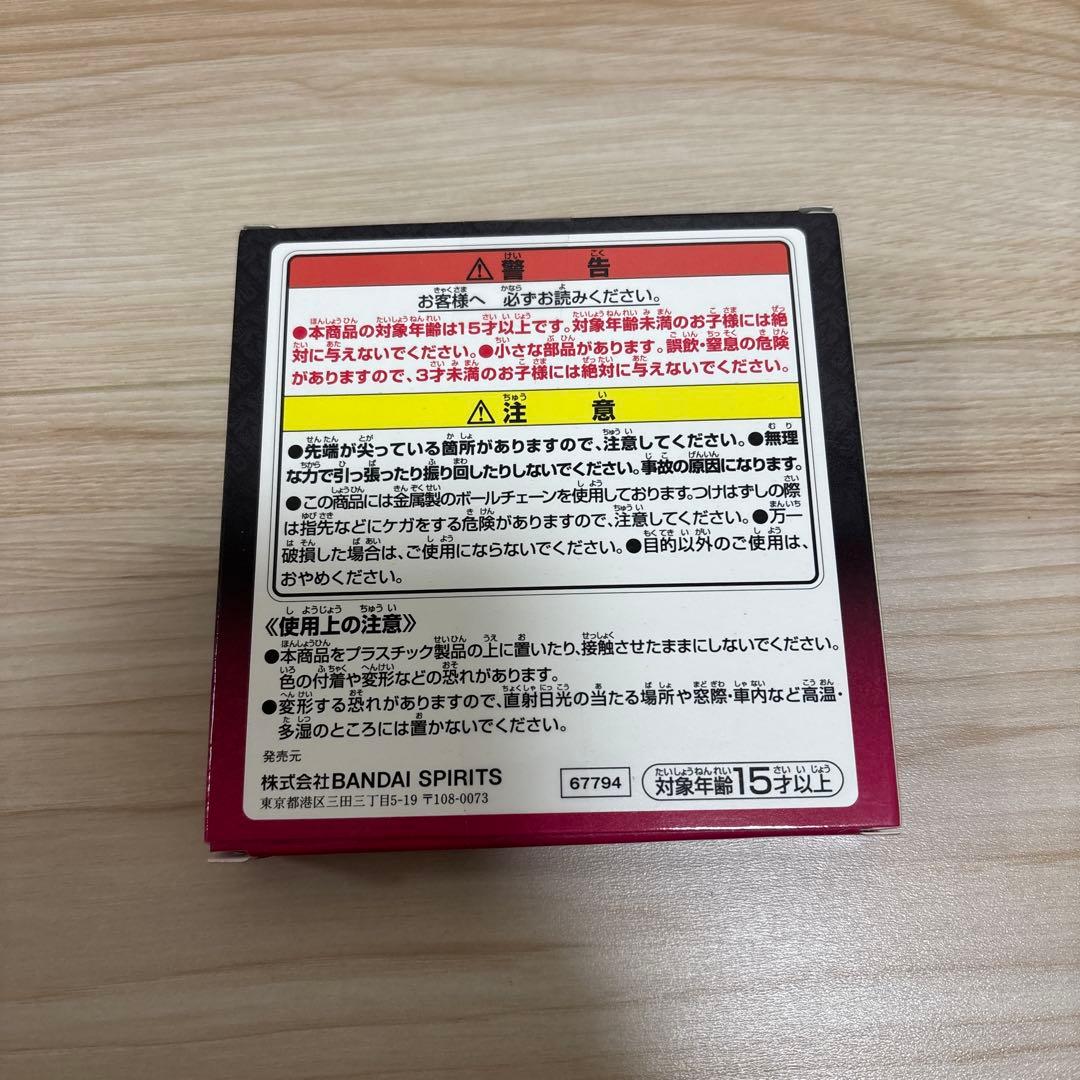 ⚠警告
お客様へ 必ずお読みください。
●本商品の対象年齢は15才以上です。対象年齢未満のお子様には絶
対に与えないでください。●小さな部品があります。誤飲・窒息の危険
がありますので、3才未満のお子様には絶対に与えないでください。
⚠注意
●先端が尖っている箇所がありますので、注意してください。●無理
な力で引っ張ったり振り回したりしないでください。事故の原因になります。
●この商品には金属製のボールチェーンを使用しております。つけはずしの際
は指先などにケガをする危険がありますので、注意してください。●万一
破損した場合は、ご使用にならないでください。●目的以外のご使用は、
おやめください。
《使用上の注意》
●本商品をプラスチック製品の上に置いたり、接触させたままにしないでください。
色の付着や変形などの恐れがあります。
●変形する恐れがありますので、直射日光の当たる場所や窓際・車内など高温・
多湿のところには置かないでください。
発売元
株式会社BANDAI SPIRITS
東京都港区三田三丁目5-19 〒108-0073
67794
対象年齢15才以上